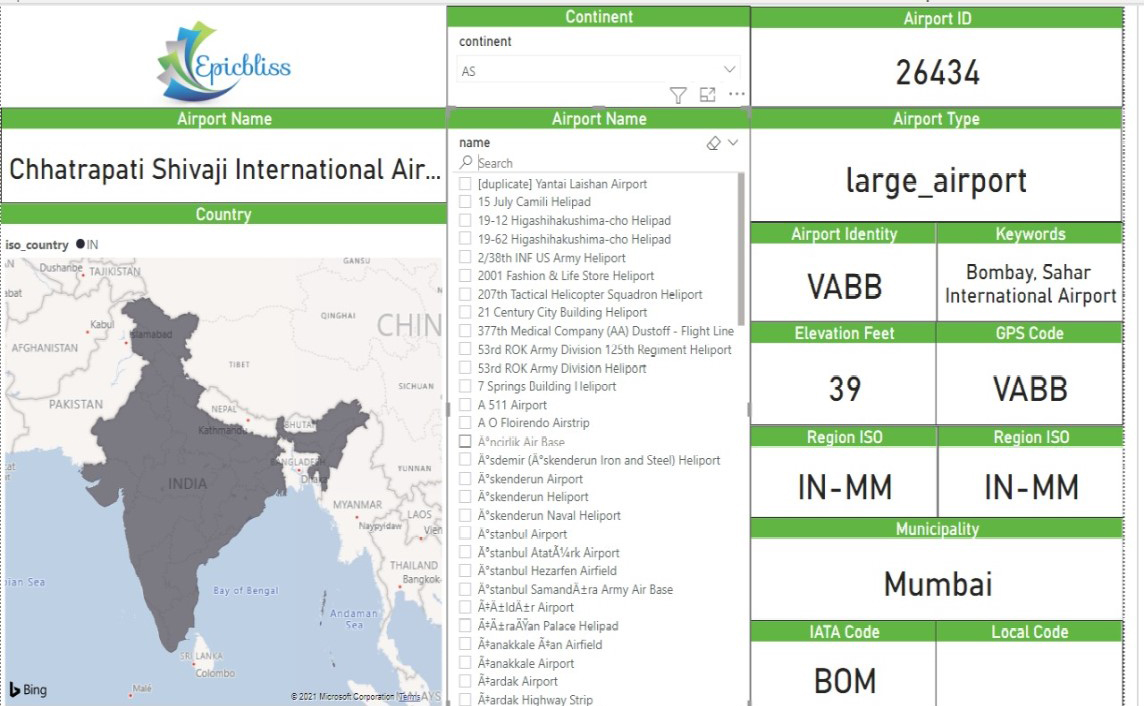 Epicbliss
Airport Name
Chhatrapati Shivaji International Air...
Country
iso_country IN
GANSU
Dushanbe
TAJIKISTAN
Kabul
Islamabad
QINGHAI
CHIN
AFGHANISTAN
TIBET
SICHUAN
PAKISTAN
NEPAL
Kathmandu
BHUTAN
BANGLADESH
Dhaka
YUNNAN
INDIA
MYANMAR
Naypyidaw
LAOS
Vien
THAILAND
Bangkok
ian Sea
Bay of Bengal
Andaman
Sea
SRI LANKA
Colombo
Malé
Bing
© 2021 Microsoft Corporation Terms
AYS
Continent
continent
AS
Airport Name
name
Search
[duplicate] Yantai Laishan Airport
15 July Camili Helipad
19-12 Higashihakushima-cho Helipad
19-62 Higashihakushima-cho Helipad
2/38th INF US Army Heliport
2001 Fashion & Life Store Heliport
207th Tactical Helicopter Squadron Heliport
21 Century City Building Heliport
377th Medical Company (AA) Dustoff - Flight Line
53rd ROK Army Division 125th Regiment Heliport
53rd ROK Army Division Heliport
7 Springs Building Heliport
A 511 Airport
A O Floirendo Airstrip
Ä°ncirlik Air Base
Ä°sdemir (Ä°skenderun Iron and Steel) Heliport
Ä°skenderun Airport
Ä°skenderun Heliport
Ä°skenderun Naval Heliport
Ä°stanbul Airport
Ä°stanbul AtatÃ¼rk Airport
Ä°stanbul Hezarfen Airfield
Ä°stanbul SamandÄ±ra Army Air Base
Ã‡Ä±ldÄ±r Airport
Ã‡Ä±raÄŸan Palace Helipad
Ã‡anakkale Ã‡an Airfield
Ã‡anakkale Airport
Ã‡ardak Airport
Ã‡ardak Highway Strip
Airport ID
26434
Airport Type
large_airport
Airport Identity
Keywords
VABB
Bombay, Sahar
International Airport
Elevation Feet
GPS Code
39
VABB
Region ISO
Region ISO
IN-MM
IN-MM
Municipality
Mumbai
IATA Code
Local Code
BOM